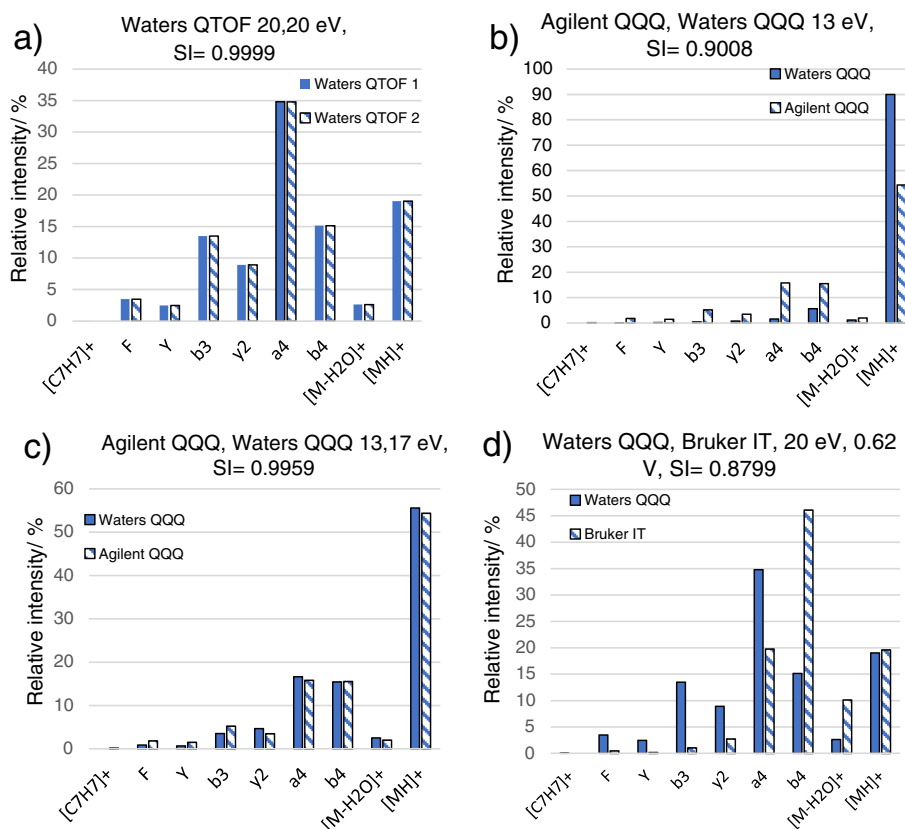 a)
Waters QTOF 20,20 eV,
SI= 0.9999
Relative intensity/ %
40
35
30
25
20
15
10
5
0
Waters QTOF 1
Waters QTOF 2
[C7H7]+
F
Y
b3
y2
a4
b4
[M-H2O]+
[MH]+
b)
Agilent QQQ, Waters QQQ 13 eV,
SI= 0.9008
Relative intensity/ %
100
90
80
70
60
50
40
30
20
10
0
Waters QQQ
Agilent QQQ
[C7H7]+
F
Y
b3
y2
a4
b4
[M-H2O]+
[MH]+
c)
Agilent QQQ, Waters QQQ 13,17 eV,
SI= 0.9959
Relative intensity/ %
60
50
40
30
20
10
0
Waters QQQ
Agilent QQQ
[C7H7]+
F
Y
b3
y2
a4
b4
[M-H2O]+
[MH]+
d)
Waters QQQ, Bruker IT, 20 eV, 0.62
V, SI= 0.8799
Relative intensity/ %
50
45
40
35
30
25
20
15
10
5
0
Waters QQQ
Bruker IT
[C7H7]+
F
Y
b3
y2
a4
b4
[M-H2O]+
[MH]+